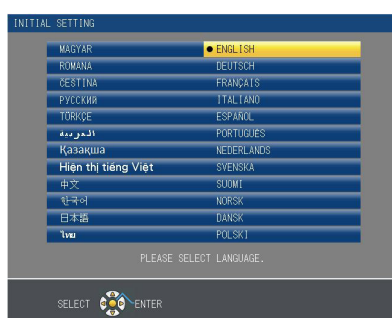 INITIAL SETTING
MAGYAR
ENGLISH
ROMANA
DEUTSCH
ČEŠTINA
FRANÇAIS
РУССКИЙ
ITALIANO
TÜRKÇE
ESPAÑOL
العربية
PORTUGUÊS
Қазақша
NEDERLANDS
Hiện thị tiếng Việt
SVENSKA
中文
SUOMI
한국어
NORSK
日本語
DANSK
ไทย
POLSKI
PLEASE SELECT LANGUAGE.
SELECT
ENTER